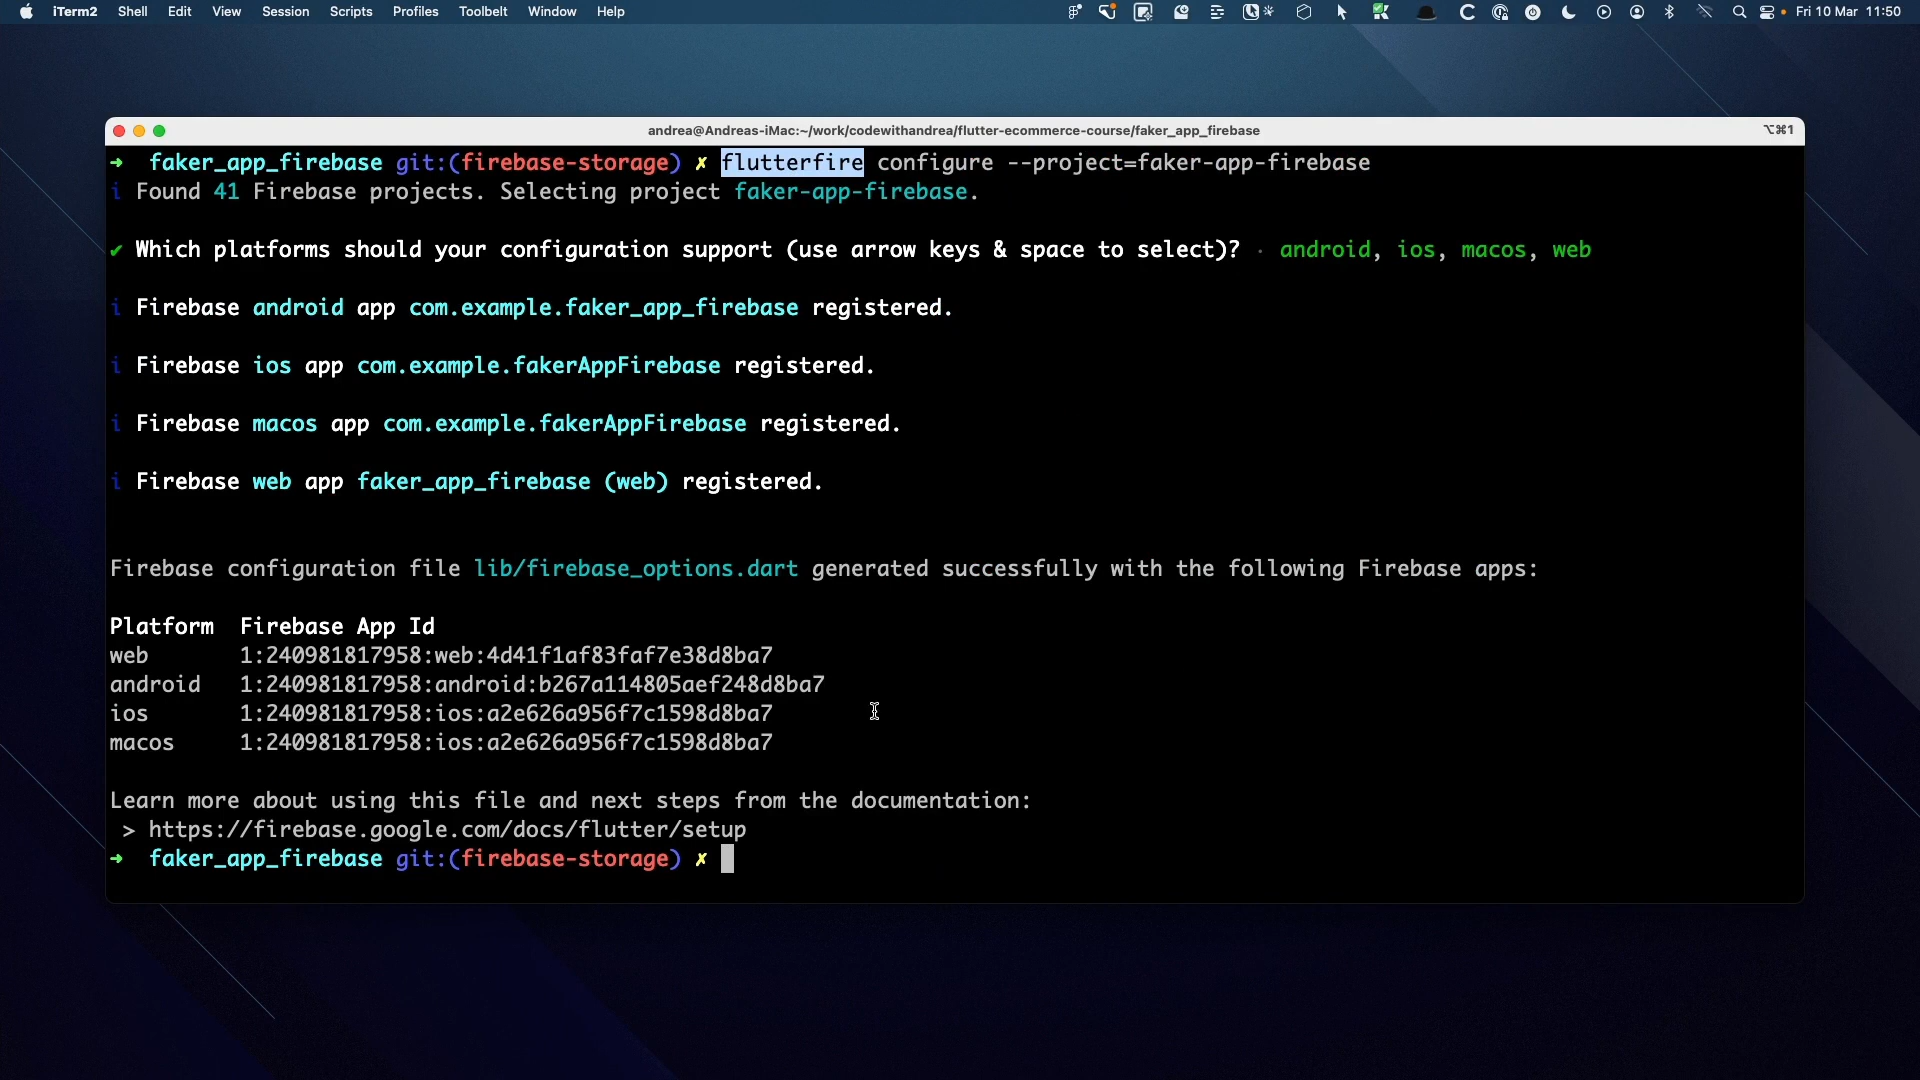 iTerm2 Shell Edit View Session Scripts Profiles Toolbelt Window Help Fri 10 Mar 11:50
andrea@Andreas-iMac:~/work/codewithandrea/flutter-ecommerce-course/faker_app_firebase ⌥⌘1
➜ faker_app_firebase git:(firebase-storage) ✗ flutterfire configure --project=faker-app-firebase
i Found 41 Firebase projects. Selecting project faker-app-firebase.
✔ Which platforms should your configuration support (use arrow keys & space to select)? · android, ios, macos, web
i Firebase android app com.example.faker_app_firebase registered.
i Firebase ios app com.example.fakerAppFirebase registered.
i Firebase macos app com.example.fakerAppFirebase registered.
i Firebase web app faker_app_firebase (web) registered.
Firebase configuration file lib/firebase_options.dart generated successfully with the following Firebase apps:
Platform Firebase App Id
web 1:240981817958:web:4d41f1af83faf7e38d8ba7
android 1:240981817958:android:b267a114805aef248d8ba7
ios 1:240981817958:ios:a2e626a956f7c1598d8ba7
macos 1:240981817958:ios:a2e626a956f7c1598d8ba7
Learn more about using this file and next steps from the documentation:
> https://firebase.google.com/docs/flutter/setup
➜ faker_app_firebase git:(firebase-storage) ✗